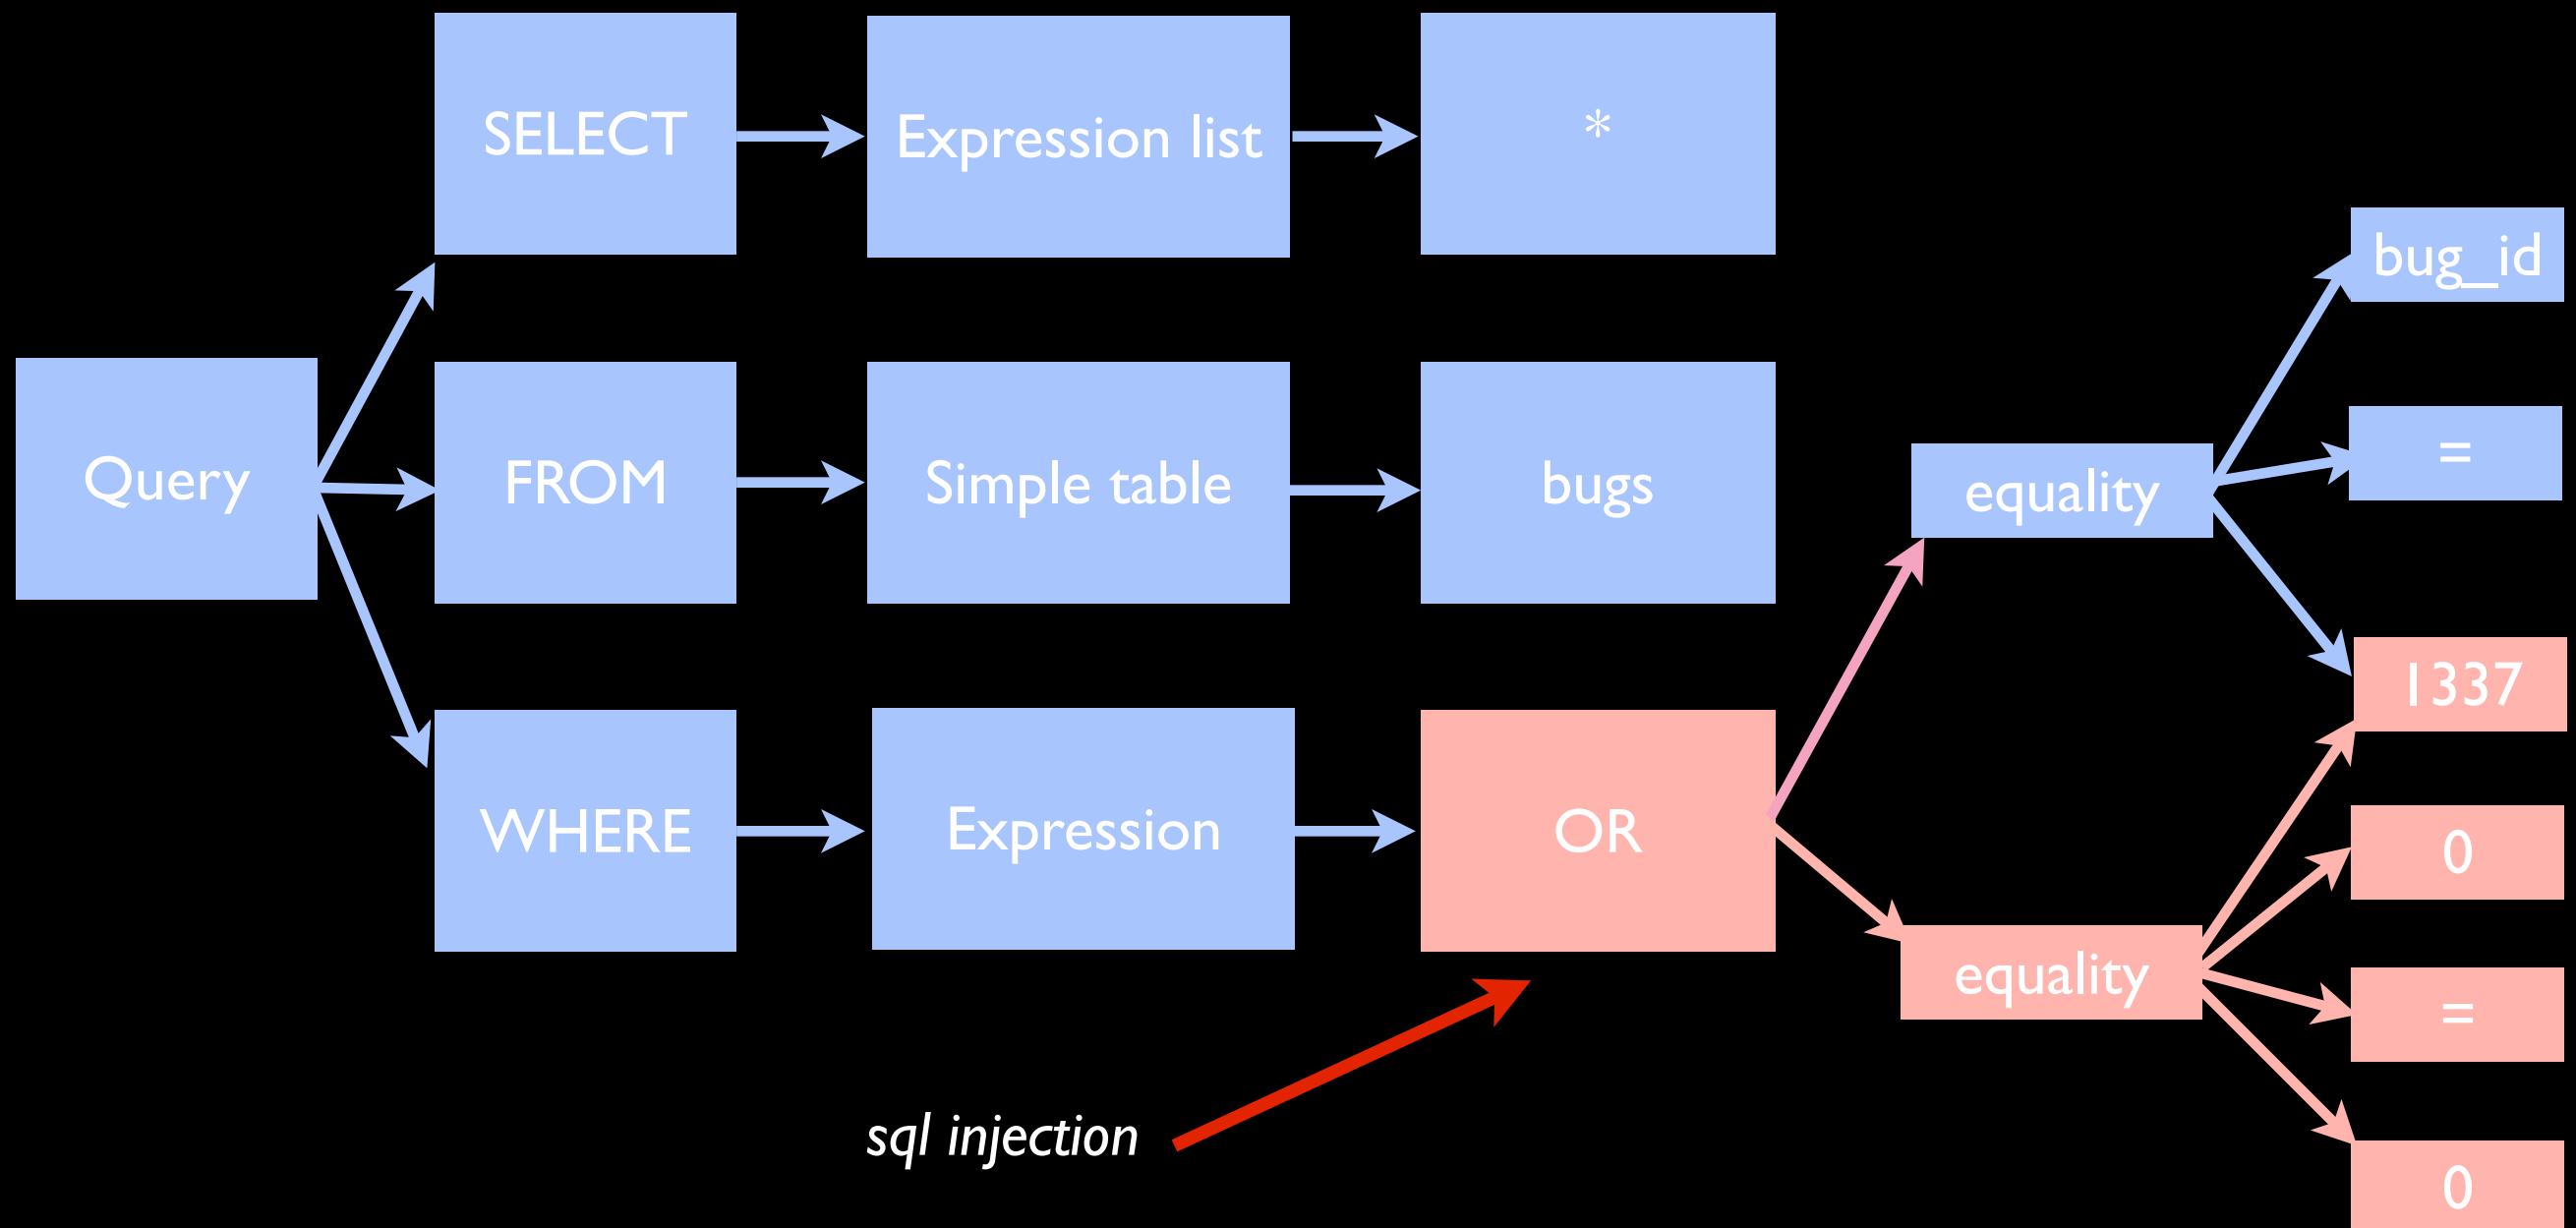 SELECT
Expression list
*
bug_id
Query
FROM
Simple table
bugs
equality
=
1337
WHERE
Expression
OR
0
equality
=
sql injection
0